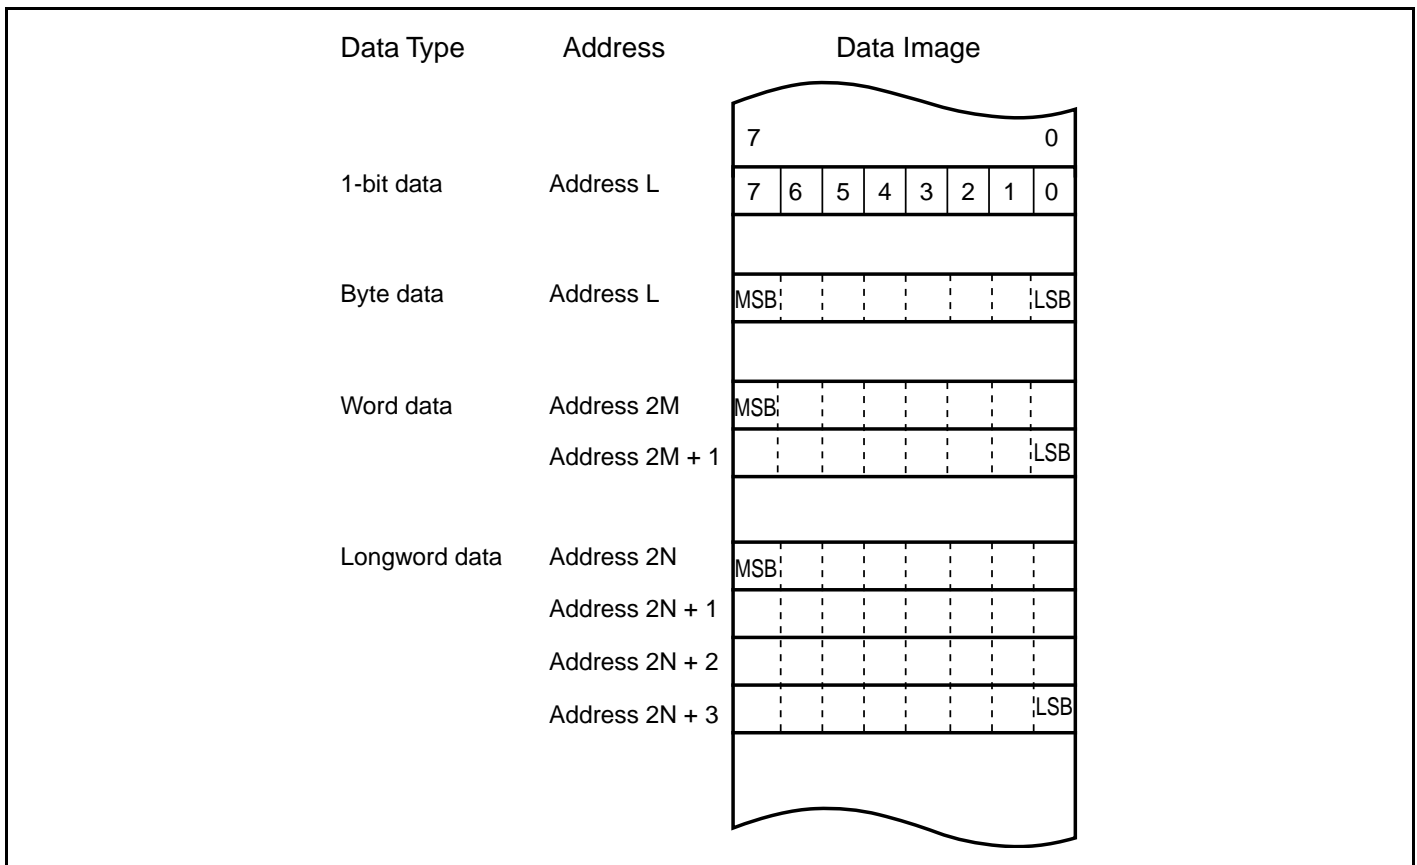 Data Type Address Data Image
7 0
1-bit data Address L 7 6 5 4 3 2 1 0
Byte data Address L MSB LSB
Word data Address 2M MSB
Address 2M + 1 LSB
Longword data Address 2N MSB
Address 2N + 1
Address 2N + 2
Address 2N + 3 LSB